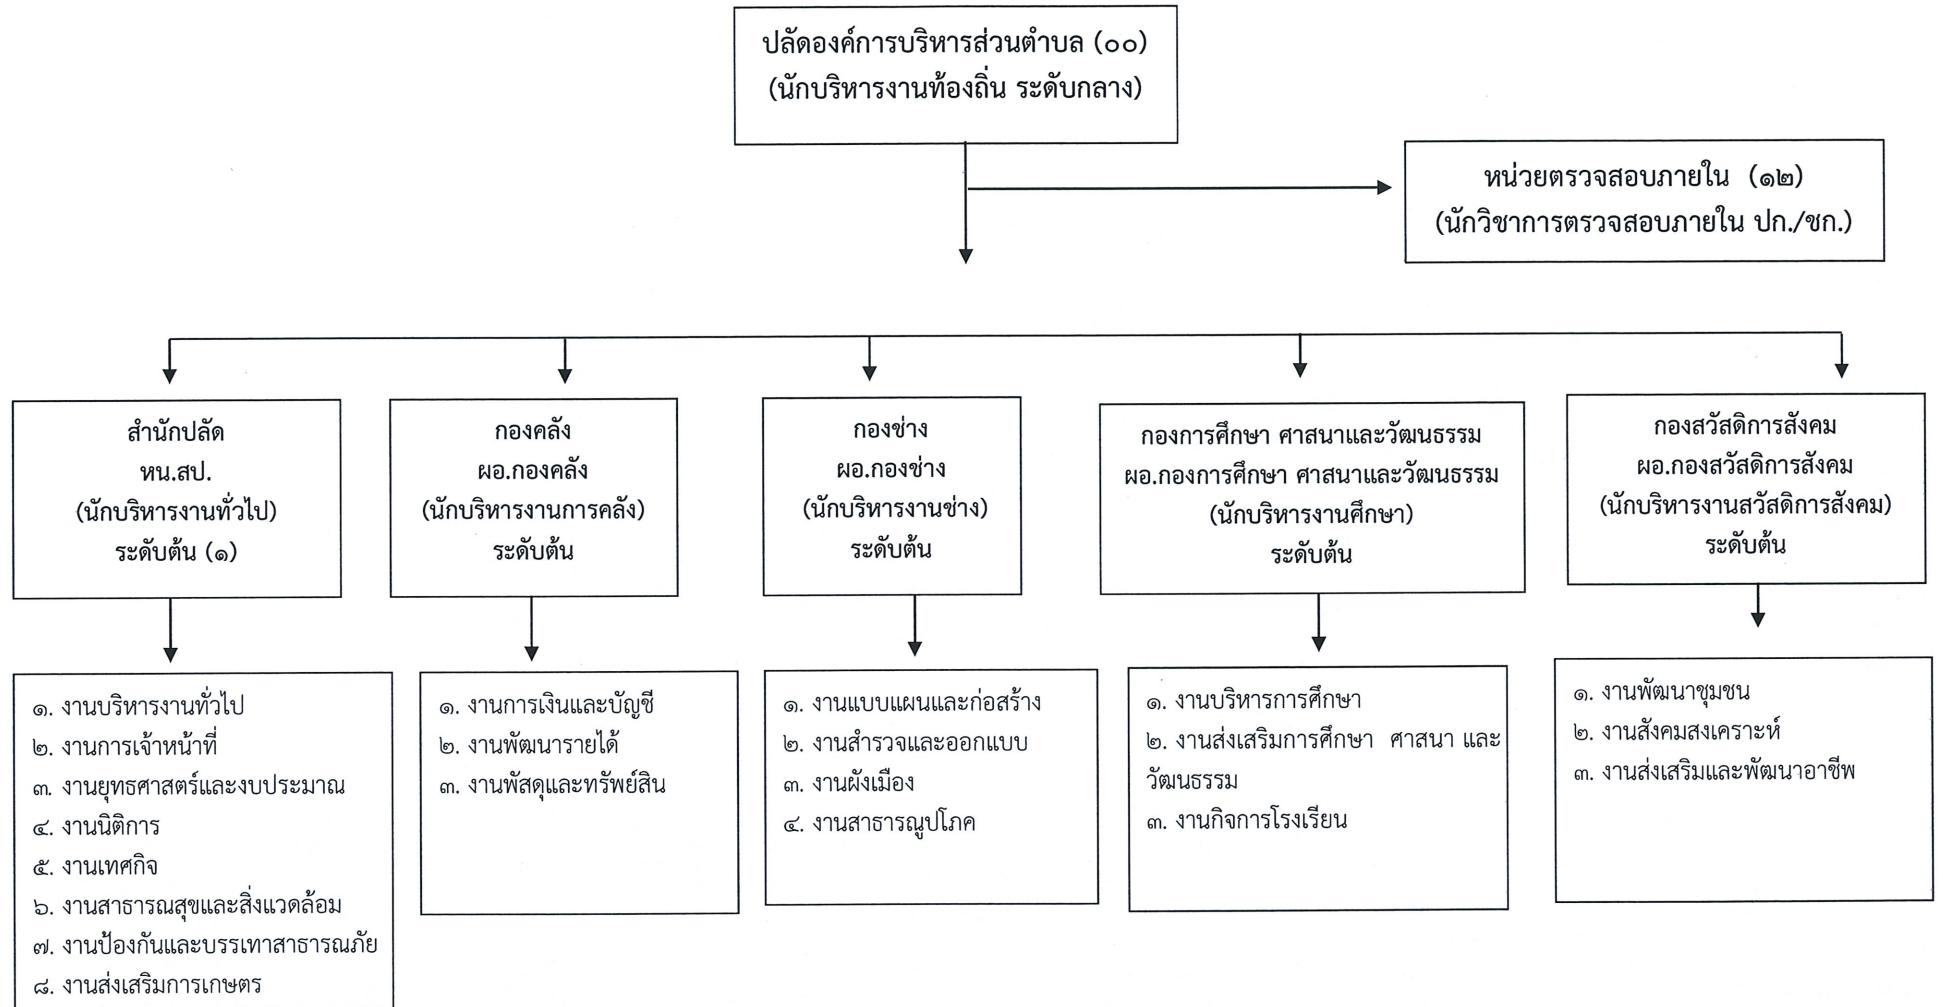 ปลัดองค์การบริหารส่วนตำบล (๐๐)
(นักบริหารงานท้องถิ่น ระดับกลาง)
หน่วยตรวจสอบภายใน (๑๒)
(นักวิชาการตรวจสอบภายใน ปก./ชก.)
สำนักปลัด
หน.สป.
(นักบริหารงานทั่วไป)
ระดับต้น (๑)
กองคลัง
ผอ.กองคลัง
(นักบริหารงานการคลัง)
ระดับต้น
กองช่าง
ผอ.กองช่าง
(นักบริหารงานช่าง)
ระดับต้น
กองการศึกษา ศาสนาและวัฒนธรรม
ผอ.กองการศึกษา ศาสนาและวัฒนธรรม
(นักบริหารงานศึกษา)
ระดับต้น
กองสวัสดิการสังคม
ผอ.กองสวัสดิการสังคม
(นักบริหารงานสวัสดิการสังคม)
ระดับต้น
๑. งานบริหารงานทั่วไป
๒. งานการเจ้าหน้าที่
๓. งานยุทธศาสตร์และงบประมาณ
๔. งานนิติการ
๕. งานเทศกิจ
๖. งานสาธารณสุขและสิ่งแวดล้อม
๗. งานป้องกันและบรรเทาสาธารณภัย
๘. งานส่งเสริมการเกษตร
๑. งานการเงินและบัญชี
๒. งานพัฒนารายได้
๓. งานพัสดุและทรัพย์สิน
๑. งานแบบแผนและก่อสร้าง
๒. งานสำรวจและออกแบบ
๓. งานผังเมือง
๔. งานสาธารณูปโภค
๑. งานบริหารการศึกษา
๒. งานส่งเสริมการศึกษา ศาสนา และ
วัฒนธรรม
๓. งานกิจการโรงเรียน
๑. งานพัฒนาชุมชน
๒. งานสังคมสงเคราะห์
๓. งานส่งเสริมและพัฒนาอาชีพ